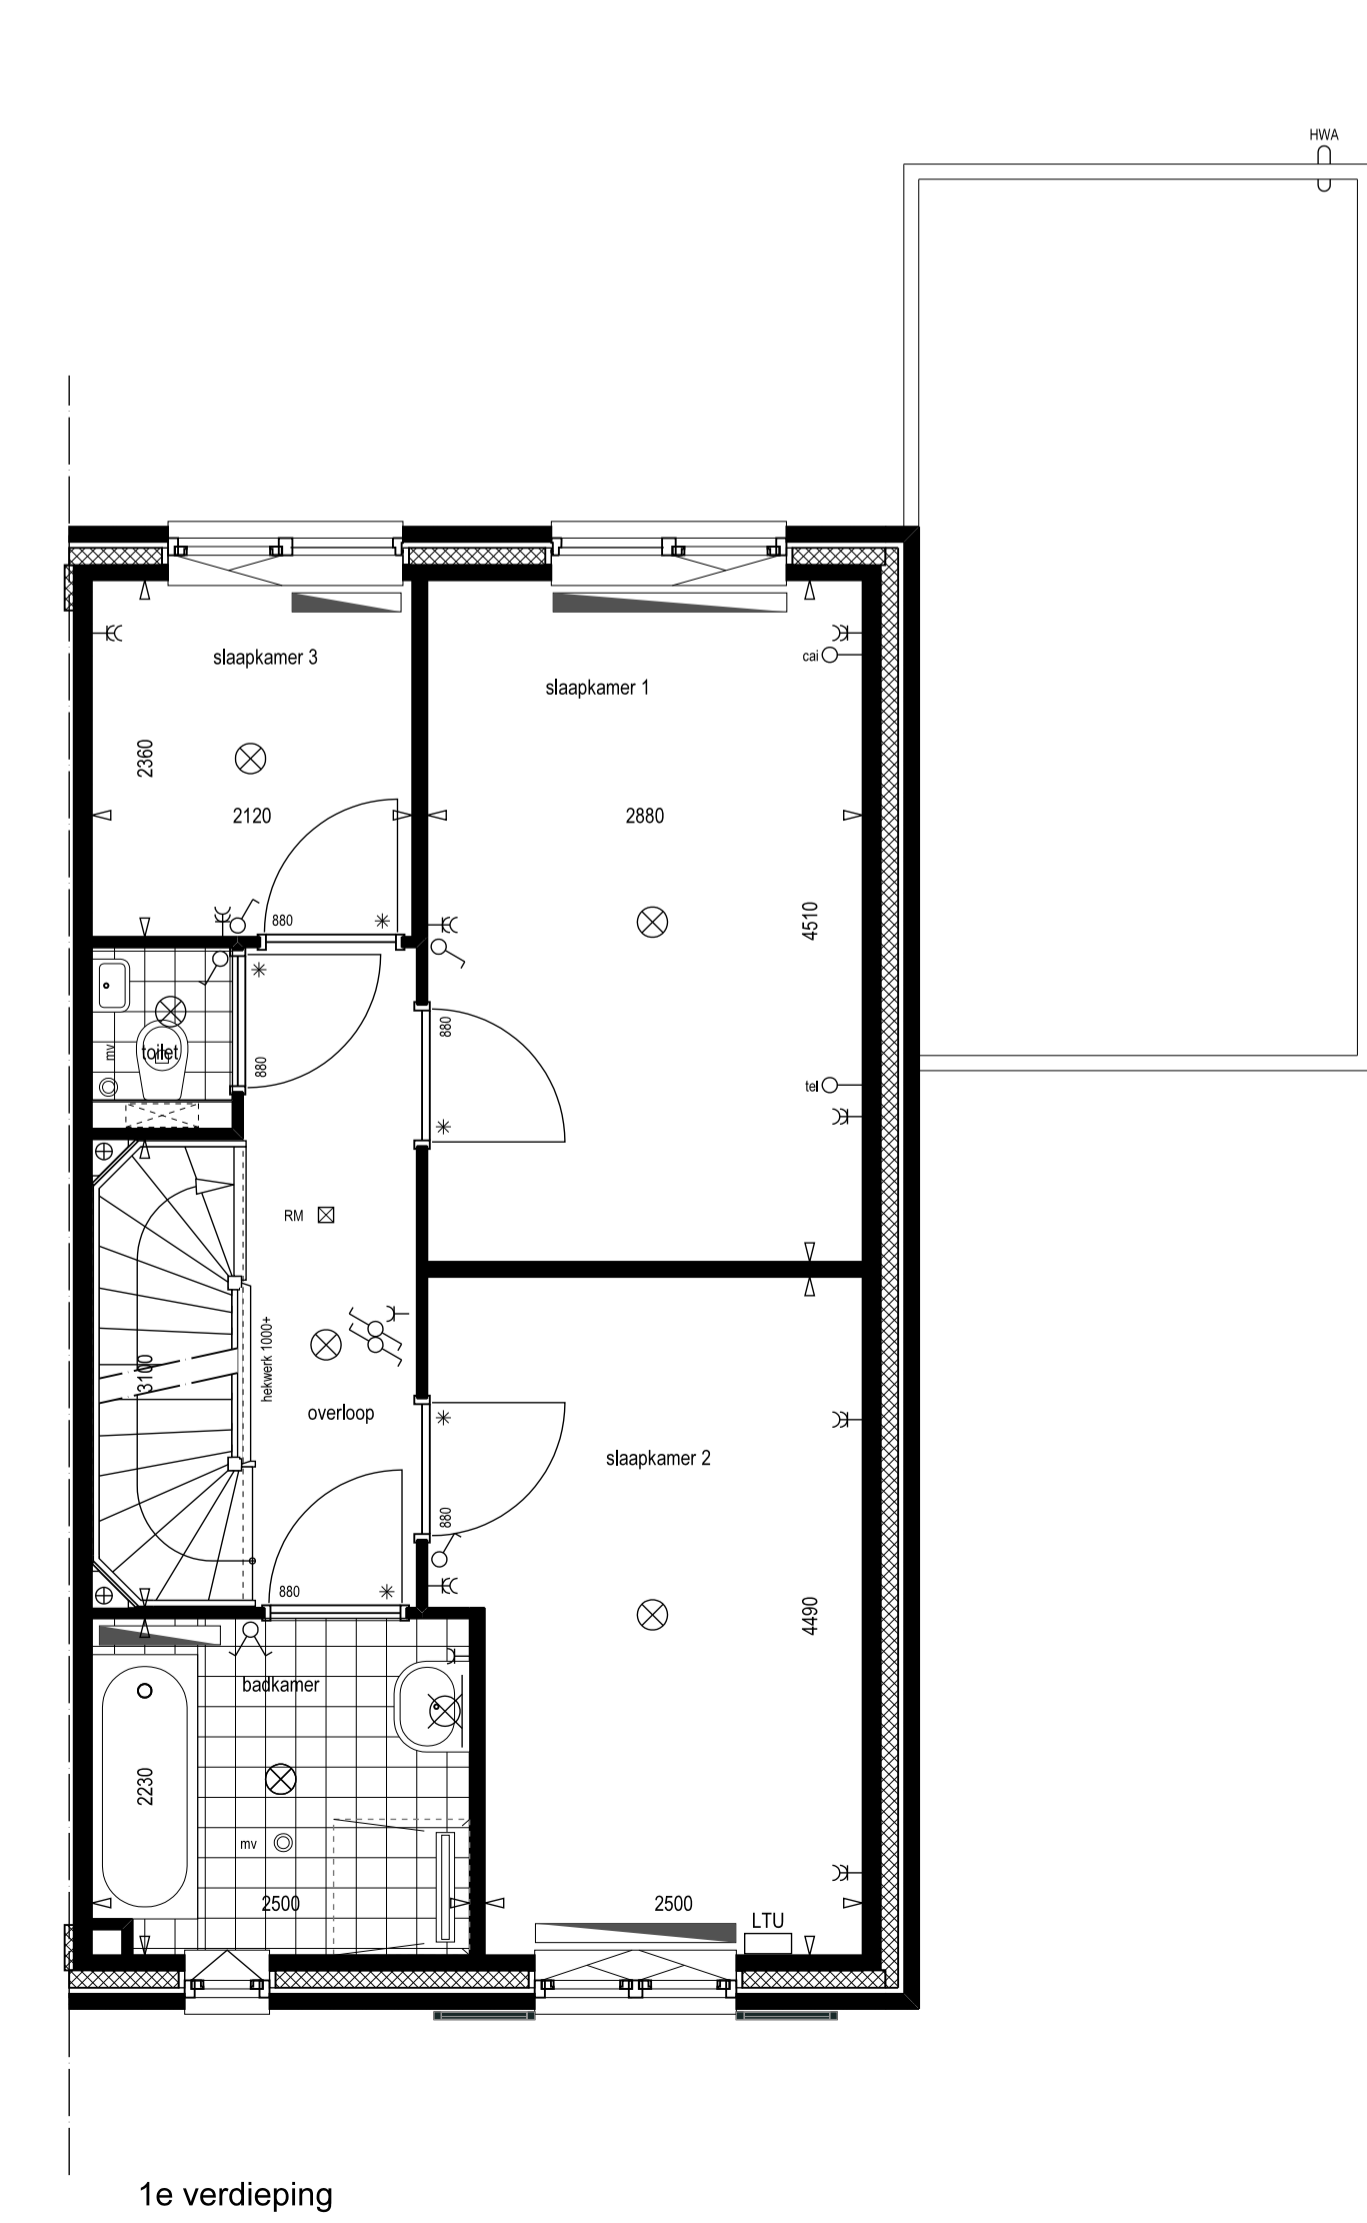 HWA
slaapkamer 3
cai
slaapkamer 1
2360
2120
2880
880
4510
880
880
mv
toilet
tel
RM
hekwerk 1000+
3100
overloop
slaapkamer 2
880
880
4490
badkamer
2230
mv
2500
2500
LTU
1e verdieping